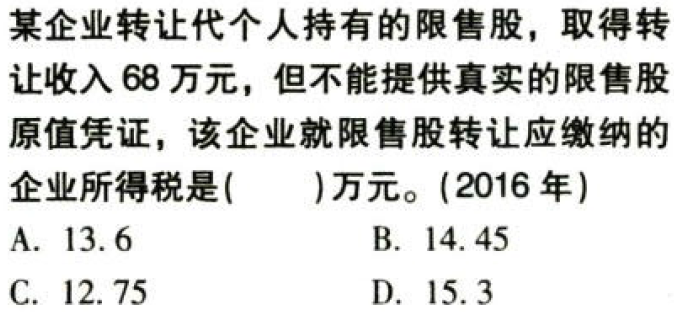 某企业转让代个人持有的限售股，取得转
让收入 68 万元，但不能提供真实的限售股
原值凭证，该企业就限售股转让应缴纳的
企业所得税是(　　)万元。(2016 年)
A. 13.6　　B. 14.45
C. 12.75　　D. 15.3